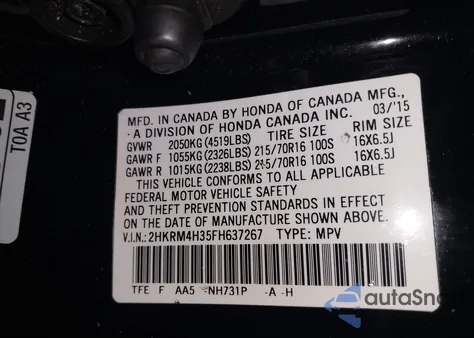 TOA A3
MFD. IN CANADA BY HONDA OF CANADA MFG.,
-A DIVISION OF HONDA CANADA INC. 03/'15
GVWR 2050KG (4519LBS) TIRE SIZE RIM SIZE
GAWR F 1055KG (2326LBS) 215/70R16 100S 16X6.5J
GAWR R 1015KG (2238LBS) 215/70R16 100S 16X6.5J
THIS VEHICLE CONFORMS TO ALL APPLICABLE
FEDERAL MOTOR VEHICLE SAFETY
AND THEFT PREVENTION STANDARDS IN EFFECT
ON THE DATE OF MANUFACTURE SHOWN ABOVE.
V.I.N: 2HKRM4H35FH637267 TYPE: MPV
TFE F AA5 NH731P -A -H
autaSna